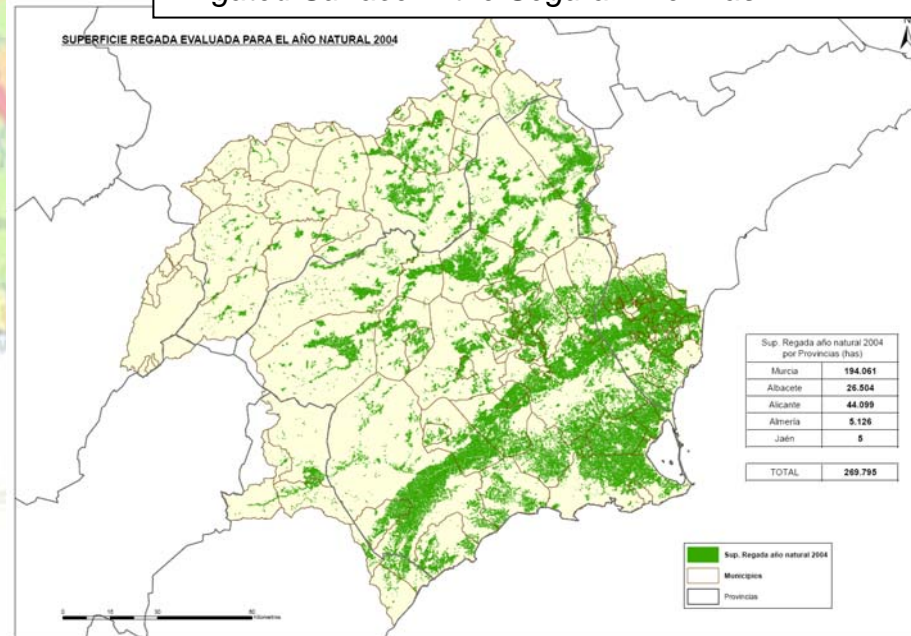 SUPERFICIE REGADA EVALUADA PARA EL AÑO NATURAL 2004
Sup. Regada año natural 2004
por Provincias (has)
Murcia 194.061
Albacete 26.504
Alicante 44.099
Almería 5.126
Jaén 5
TOTAL 269.795
Sup. Regada año natural 2004
Municipios
Provincias
0 15 30 60
Kilometros